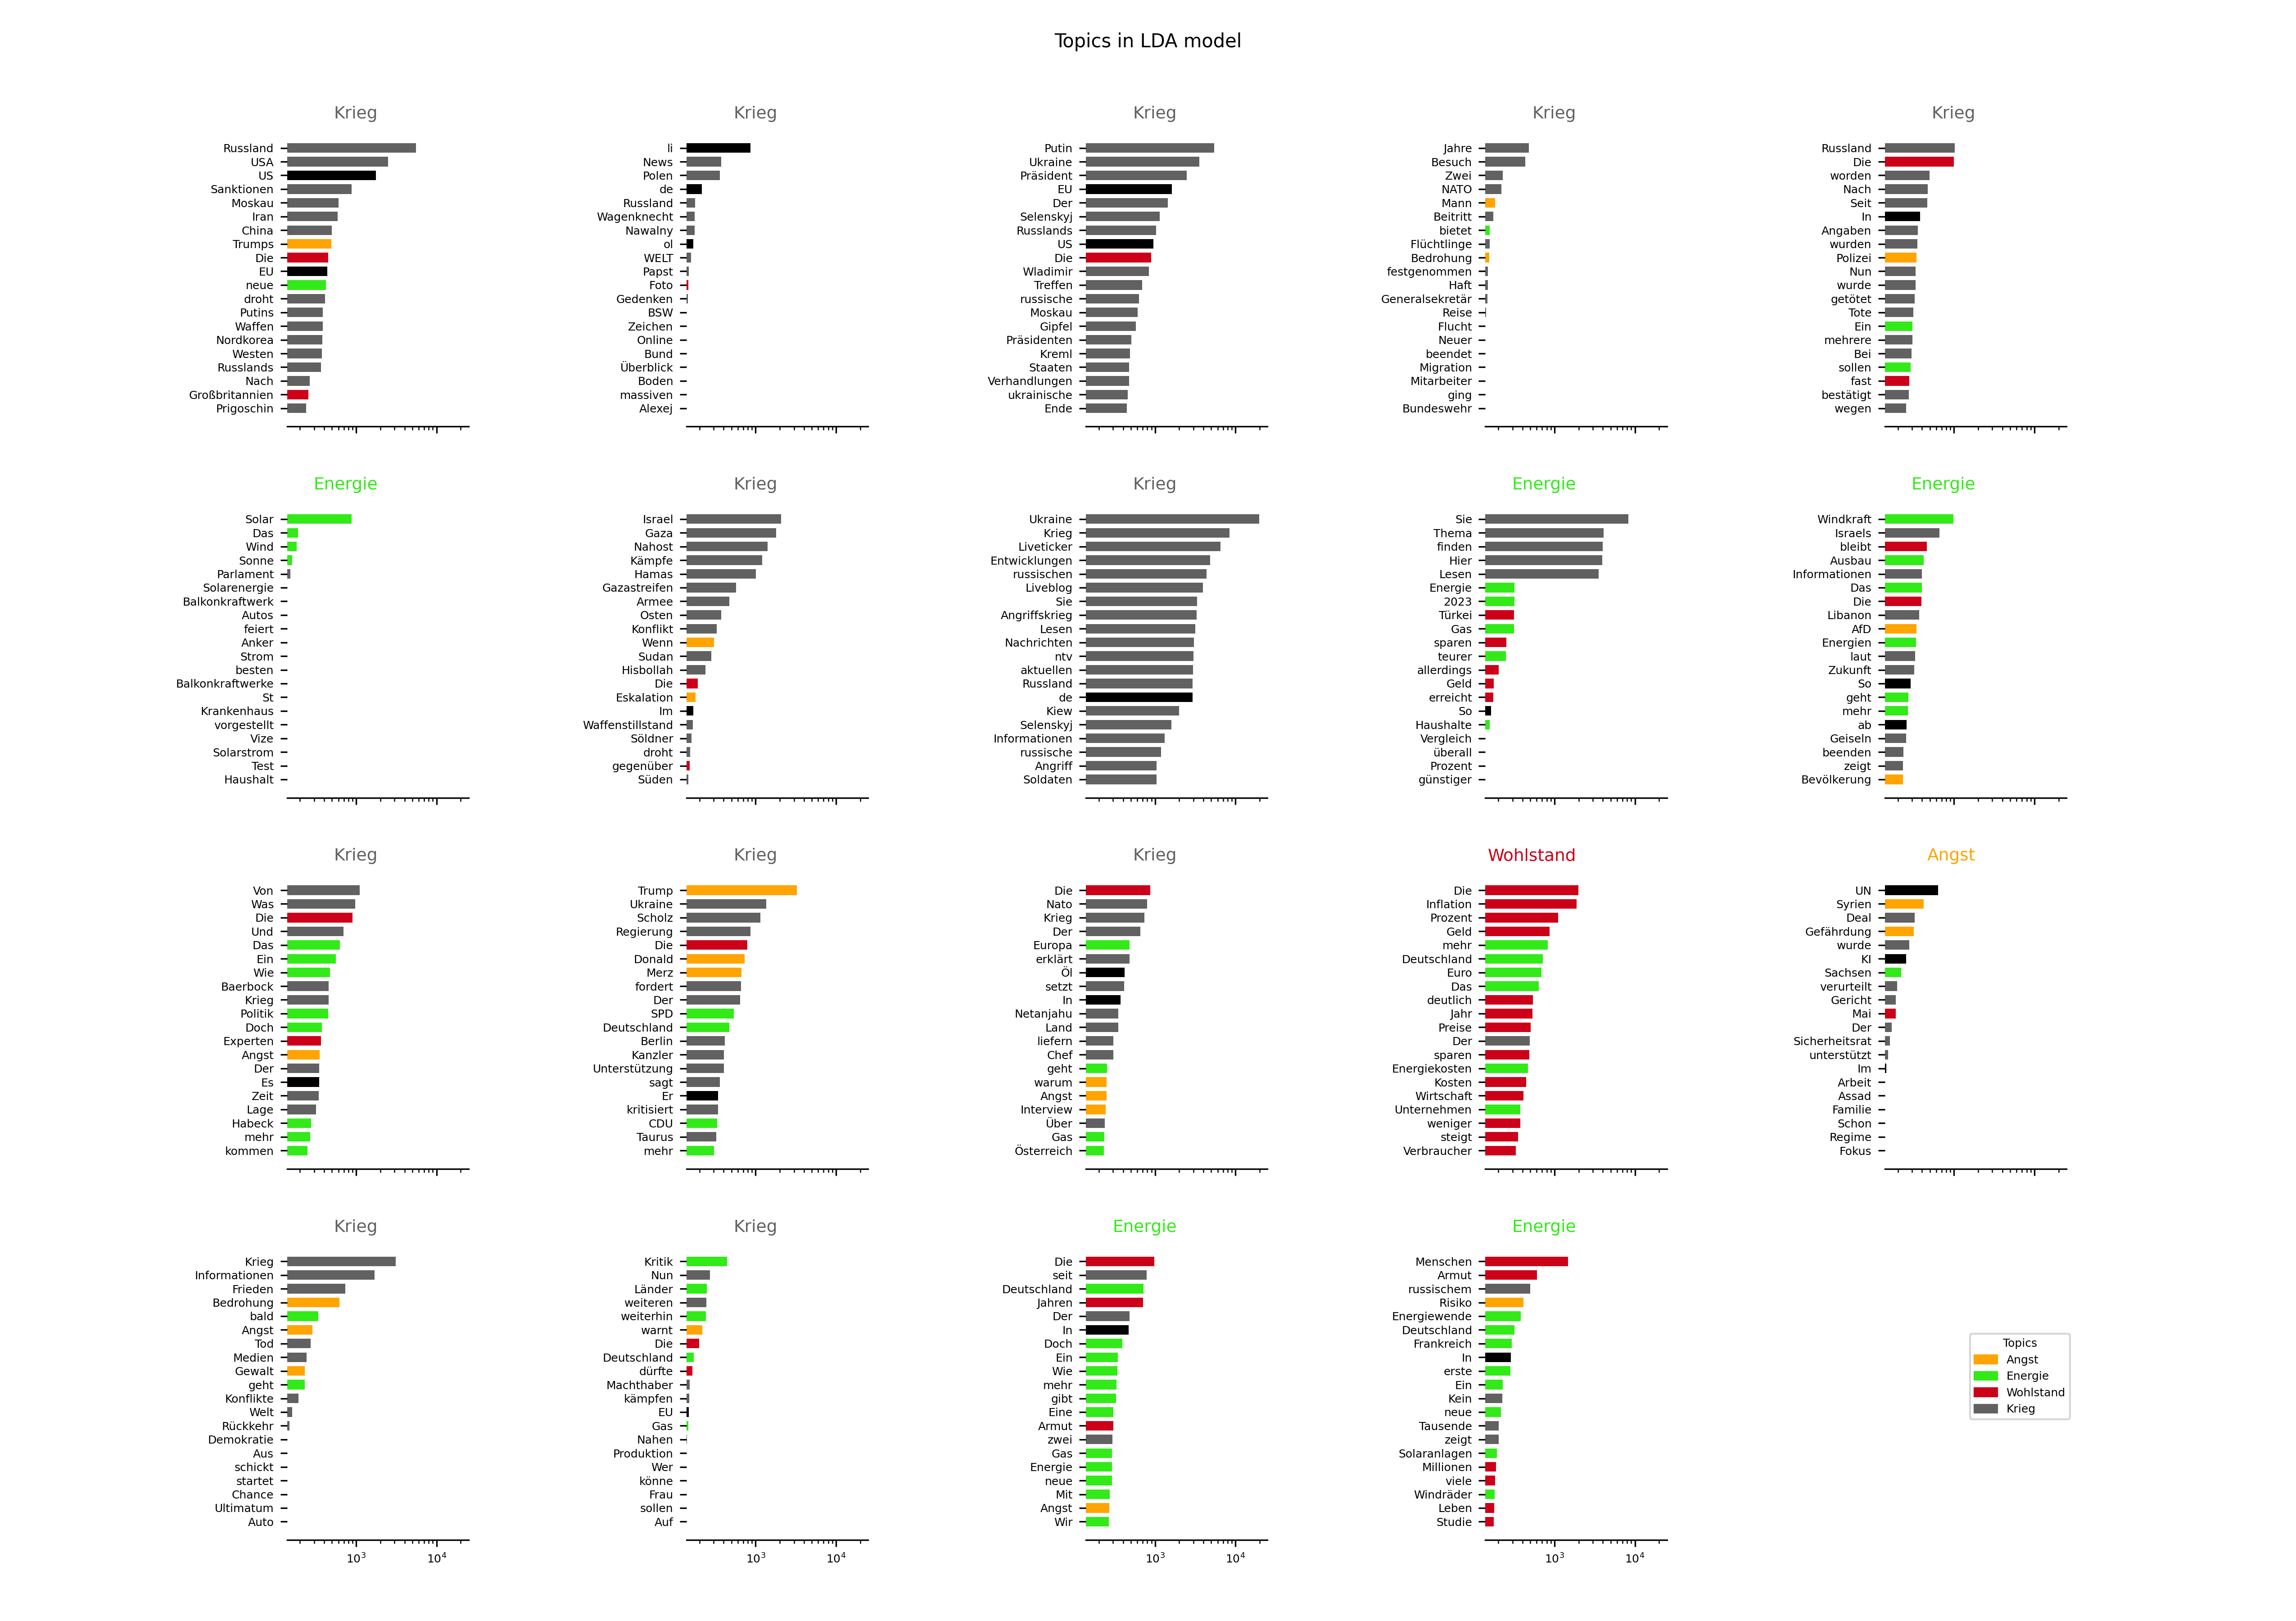 Topics in LDA model
Krieg
Russland
USA
US
Sanktionen
Moskau
Iran
China
Trumps
Die
EU
neue
droht
Putins
Waffen
Nordkorea
Westen
Russlands
Nach
Großbritannien
Prigoschin
Krieg
li
News
Polen
de
Russland
Wagenknecht
Nawalny
ol
WELT
Papst
Foto
Gedenken
BSW
Zeichen
Online
Bund
Überblick
Boden
massiven
Alexej
Krieg
Putin
Ukraine
Präsident
EU
Der
Selenskyj
Russlands
US
Die
Wladimir
Treffen
russische
Moskau
Gipfel
Präsidenten
Kreml
Staaten
Verhandlungen
ukrainische
Ende
Krieg
Jahre
Besuch
Zwei
NATO
Mann
Beitritt
bietet
Flüchtlinge
Bedrohung
festgenommen
Haft
Generalsekretär
Reise
Flucht
Neuer
beendet
Migration
Mitarbeiter
ging
Bundeswehr
Krieg
Russland
Die
worden
Nach
Seit
In
Angaben
wurden
Polizei
Nun
wurde
getötet
Tote
Ein
mehrere
Bei
sollen
fast
bestätigt
wegen
Energie
Solar
Das
Wind
Sonne
Parlament
Solarenergie
Balkonkraftwerk
Autos
feiert
Anker
Strom
besten
Balkonkraftwerke
St
Krankenhaus
vorgestellt
Vize
Solarstrom
Test
Haushalt
Krieg
Israel
Gaza
Nahost
Kämpfe
Hamas
Gazastreifen
Armee
Osten
Konflikt
Wenn
Sudan
Hisbollah
Die
Eskalation
Im
Waffenstillstand
Söldner
droht
gegenüber
Süden
Krieg
Ukraine
Krieg
Liveticker
Entwicklungen
russischen
Liveblog
Sie
Angriffskrieg
Lesen
Nachrichten
ntv
aktuellen
Russland
de
Kiew
Selenskyj
Informationen
russische
Angriff
Soldaten
Energie
Sie
Thema
finden
Hier
Lesen
Energie
2023
Türkei
Gas
sparen
teurer
allerdings
Geld
erreicht
So
Haushalte
Vergleich
überall
Prozent
günstiger
Energie
Windkraft
Israels
bleibt
Ausbau
Informationen
Das
Die
Libanon
AfD
Energien
laut
Zukunft
So
geht
mehr
ab
Geiseln
beenden
zeigt
Bevölkerung
Krieg
Von
Was
Die
Und
Das
Ein
Wie
Baerbock
Krieg
Politik
Doch
Experten
Angst
Der
Es
Zeit
Lage
Habeck
mehr
kommen
Krieg
Trump
Ukraine
Scholz
Regierung
Die
Donald
Merz
fordert
Der
SPD
Deutschland
Berlin
Kanzler
Unterstützung
sagt
Er
kritisiert
CDU
Taurus
mehr
Krieg
Die
Nato
Krieg
Der
Europa
erklärt
Öl
setzt
In
Netanjahu
Land
liefern
Chef
geht
warum
Angst
Interview
Über
Gas
Österreich
Wohlstand
Die
Inflation
Prozent
Geld
mehr
Deutschland
Euro
Das
deutlich
Jahr
Preise
Der
sparen
Energiekosten
Kosten
Wirtschaft
Unternehmen
weniger
steigt
Verbraucher
Angst
UN
Syrien
Deal
Gefährdung
wurde
KI
Sachsen
verurteilt
Gericht
Mai
Der
Sicherheitsrat
unterstützt
Im
Arbeit
Assad
Familie
Schon
Regime
Fokus
Krieg
Krieg
Informationen
Frieden
Bedrohung
bald
Angst
Tod
Medien
Gewalt
geht
Konflikte
Welt
Rückkehr
Demokratie
Aus
schickt
startet
Chance
Ultimatum
Auto
10³ 10⁴
Krieg
Kritik
Nun
Länder
weiteren
weiterhin
warnt
Die
Deutschland
dürfte
Machthaber
kämpfen
EU
Gas
Nahen
Produktion
Wer
könne
Frau
sollen
Auf
10³ 10⁴
Energie
Die
seit
Deutschland
Jahren
Der
In
Doch
Ein
Wie
mehr
gibt
Eine
Armut
zwei
Gas
Energie
neue
Mit
Angst
Wir
10³ 10⁴
Energie
Menschen
Armut
russischem
Risiko
Energiewende
Deutschland
Frankreich
In
erste
Ein
Kein
neue
Tausende
zeigt
Solaranlagen
Millionen
viele
Windräder
Leben
Studie
10³ 10⁴
Topics
Angst
Energie
Wohlstand
Krieg